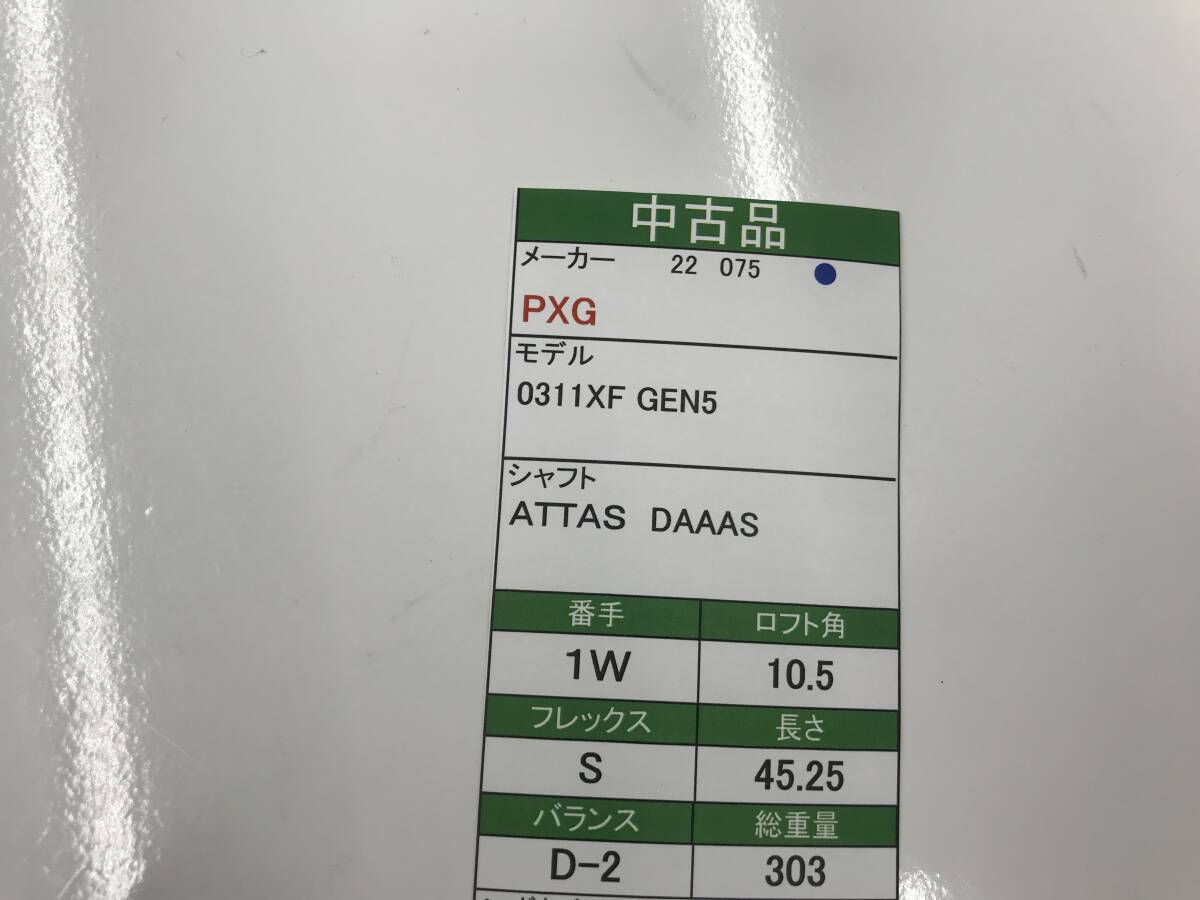 中古品
メーカー 22 075
PXG
モデル
0311XF GEN5
シャフト
ATTAS DAAAS
番手 ロフト角
1W 10.5
フレックス 長さ
S 45.25
バランス 総重量
D-2 303